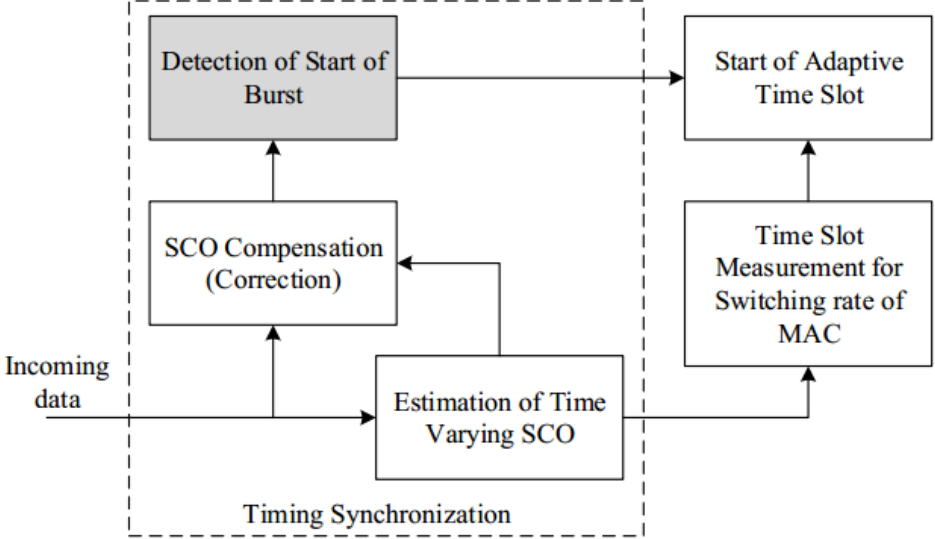 Detection of Start of
Burst
Start of Adaptive
Time Slot
SCO Compensation
(Correction)
Time Slot
Measurement for
Switching rate of
MAC
Incoming
data
Estimation of Time
Varying SCO
Timing Synchronization